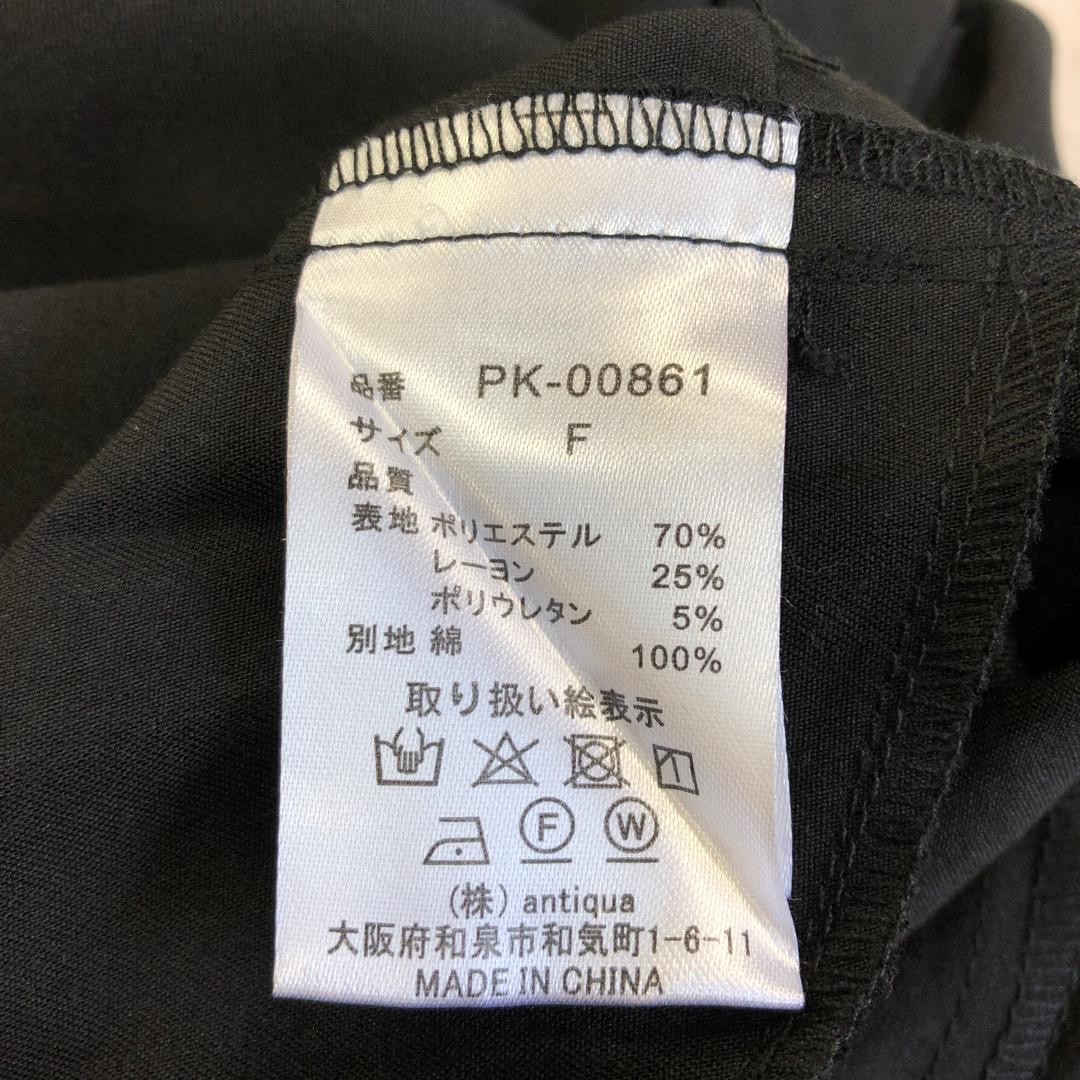 品番 PK-00861
サイズ F
品質
表地 ポリエステル 70%
レーヨン 25%
ポリウレタン 5%
別地 綿 100%
取り扱い絵表示
F W
(株) antiqua
大阪府和泉市和気町1-6-11
MADE IN CHINA